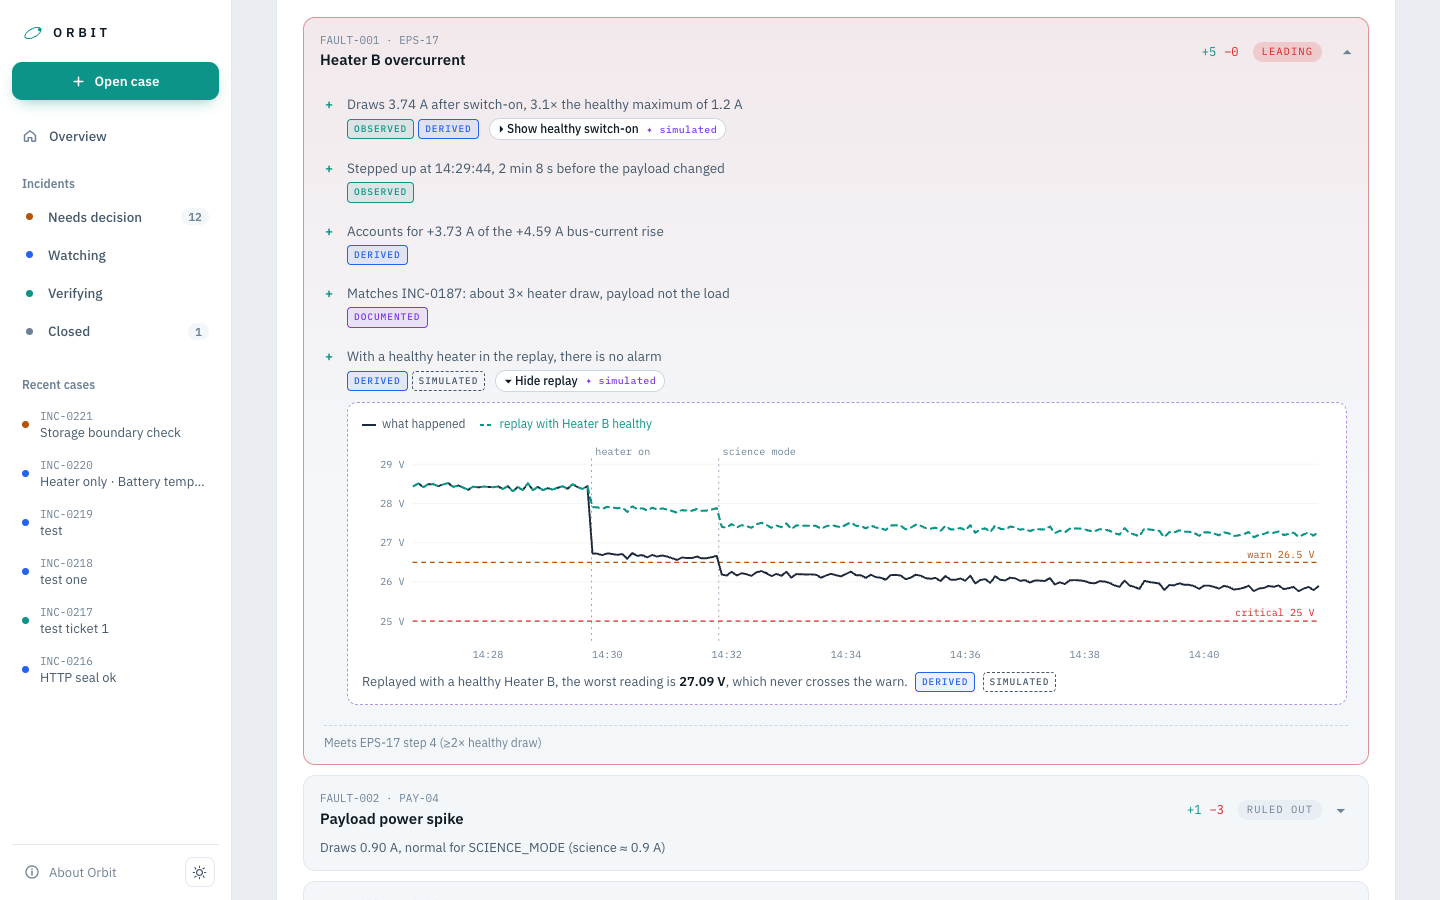 ORBIT
+ Open case
Overview
Incidents
Needs decision 12
Watching
Verifying
Closed 1
Recent cases
INC-0221
Storage boundary check
INC-0220
Heater only · Battery temp...
INC-0219
test
INC-0218
test one
INC-0217
test ticket 1
INC-0216
HTTP seal ok
About Orbit
FAULT-001 · EPS-17
Heater B overcurrent
+5 −0 LEADING
+ Draws 3.74 A after switch-on, 3.1× the healthy maximum of 1.2 A
OBSERVED DERIVED Show healthy switch-on ✦ simulated
+ Stepped up at 14:29:44, 2 min 8 s before the payload changed
OBSERVED
+ Accounts for +3.73 A of the +4.59 A bus-current rise
DERIVED
+ Matches INC-0187: about 3× heater draw, payload not the load
DOCUMENTED
+ With a healthy heater in the replay, there is no alarm
DERIVED SIMULATED Hide replay ✦ simulated
what happened replay with Heater B healthy
heater on science mode
29 V
28 V
27 V
warn 26.5 V
26 V
critical 25 V
25 V
14:28 14:30 14:32 14:34 14:36 14:38 14:40
Replayed with a healthy Heater B, the worst reading is 27.09 V, which never crosses the warn. DERIVED SIMULATED
Meets EPS-17 step 4 (≥2× healthy draw)
FAULT-002 · PAY-04
Payload power spike
+1 −3 RULED OUT
Draws 0.90 A, normal for SCIENCE_MODE (science ≈ 0.9 A)